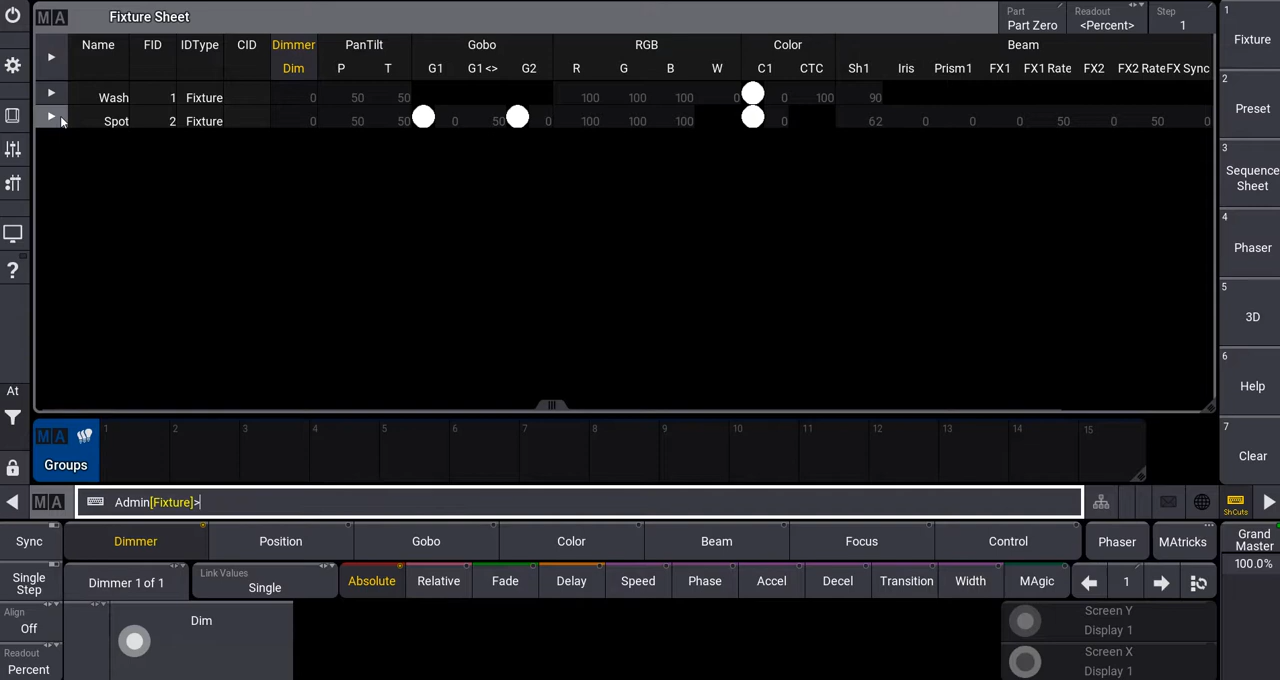 MA Fixture Sheet
Part
Part Zero
Readout
<Percent>
Step
1
Name FID IDType CID Dimmer PanTilt Gobo RGB Color Beam
Dim P T G1 G1<> G2 R G B W C1 CTC Sh1 Iris Prism1 FX1 FX1 Rate FX2 FX2 Rate FX Sync
Wash 1 Fixture 0 50 50 100 100 100 0 0 100 90
Spot 2 Fixture 0 50 50 0 50 0 100 100 100 0 62 0 0 0 50 0 50 0
1
Fixture
2
Preset
3
Sequence
Sheet
4
Phaser
5
3D
6
Help
7
Clear
?
At
MA
Groups
1 2 3 4 5 6 7 8 9 10 11 12 13 14 15
MA Admin[Fixture]>
ShCuts
Sync Dimmer Position Gobo Color Beam Focus Control Phaser MAtricks
Grand
Master
100.0%
Single
Step
Dimmer 1 of 1
Link Values
Single
Absolute Relative Fade Delay Speed Phase Accel Decel Transition Width MAgic 1
Align
Off
Readout
Percent
Dim
Screen Y
Display 1
Screen X
Display 1